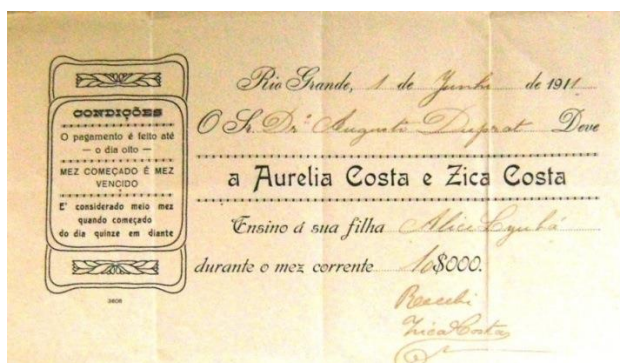 CONDIÇÕES
O pagamento é feito até
— o dia oito —
MEZ COMEÇADO É MEZ
VENCIDO
E' considerado meio mez
quando começado
do dia quinze em diante
2608
Rio Grande, 1 de Junho de 1911
O Sr. Dr. Augusto Duprat Deve
a Aurelia Costa e Zica Costa
Ensino á sua filha Alice
durante o mez corrente 10$000.
Recebi
Zica Costa